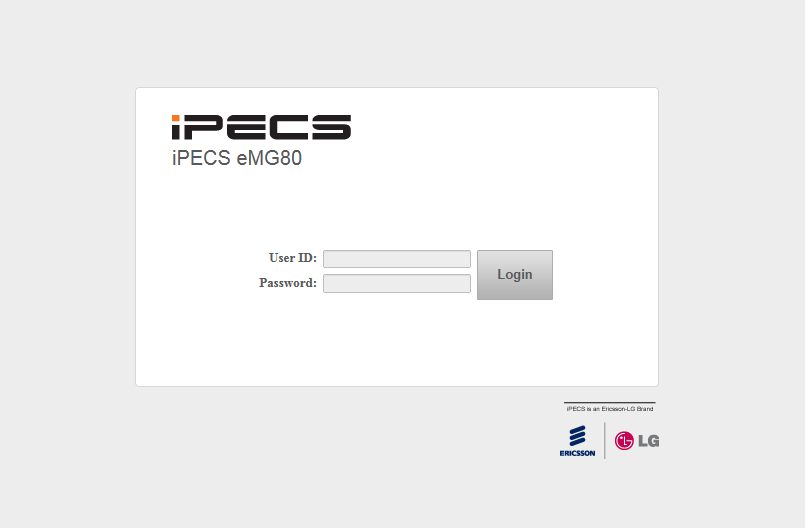 iPECS
iPECS eMG80
User ID:
Login
Password:
iPECS is an Ericsson-LG Brand
ERICSSON
LG